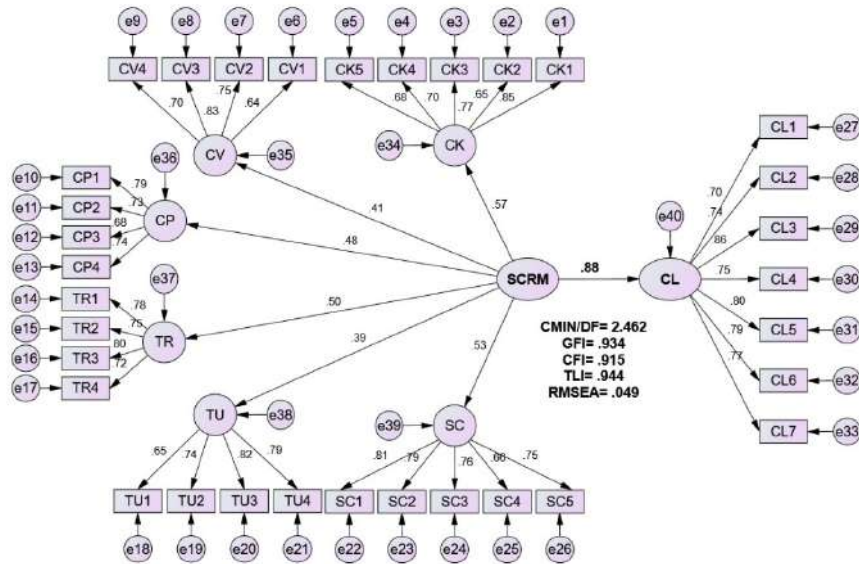 e9 e8 e7 e6 e5 e4 e3 e2 e1
CV4 CV3 CV2 CV1 CK5 CK4 CK3 CK2 CK1
.70 .83 .75 .64 .68 .70 .77 .65 .85
CV e35 e34 CK
e10 CP1 e36
e11 CP2
e12 CP3
e13 CP4
.79 .73 .68 .74
CP
e14 TR1 e37
e15 TR2
e16 TR3
e17 TR4
.78 .75 .80 .72
TR
.41 .57
.48
.50
.39 .53
SCRM .88 CL
e40
CL1 e27
CL2 e28
CL3 e29
CL4 e30
CL5 e31
CL6 e32
CL7 e33
.70
.74
.86
.75
.80
.79
.77
CMIN/DF= 2.462
GFI= .934
CFI= .915
TLI= .944
RMSEA= .049
TU e38 e39 SC
.65 .74 .82 .79 .81 .79 .76 .66 .75
TU1 TU2 TU3 TU4 SC1 SC2 SC3 SC4 SC5
e18 e19 e20 e21 e22 e23 e24 e25 e26